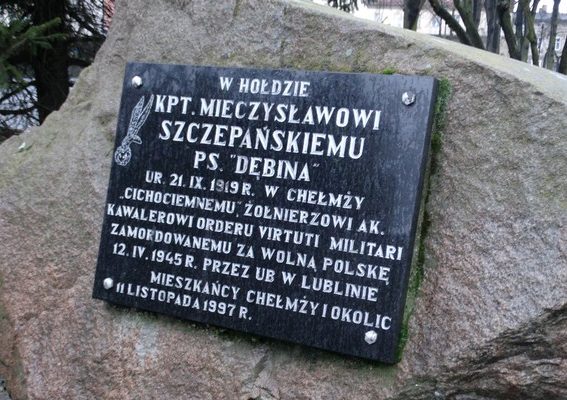 W HOŁDZIE
KPT. MIECZYSŁAWOWI
SZCZEPAŃSKIEMU
PS. "DĘBINA"
UR. 21. IX. 1919 R. W CHEŁMŻY
„CICHOCIEMNEMU", ŻOŁNIERZOWI AK.
KAWALEROWI ORDERU VIRTUTI MILITARI
ZAMORDOWANEMU ZA WOLNĄ POLSKĘ
12. IV. 1945 R. PRZEZ UB W LUBLINIE
MIESZKAŃCY CHEŁMŻY I OKOLIC
11 LISTOPADA 1997 R.